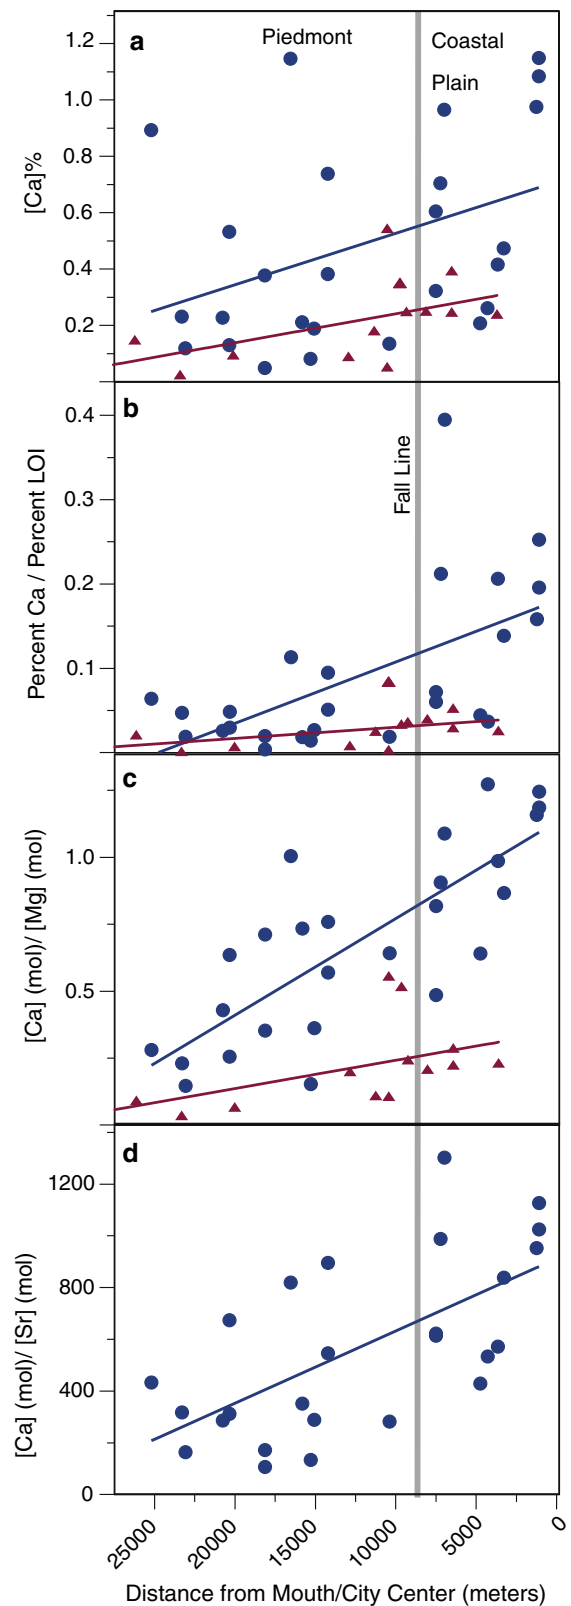 a
Piedmont
Coastal
Plain
1.2
1.0
0.8
0.6
0.4
0.2
[Ca]%
b
Fall Line
0.4
0.3
0.2
0.1
Percent Ca / Percent LOI
c
1.0
0.5
[Ca] (mol)/ [Mg] (mol)
d
1200
800
400
0
[Ca] (mol)/ [Sr] (mol)
25000
20000
15000
10000
5000
0
Distance from Mouth/City Center (meters)